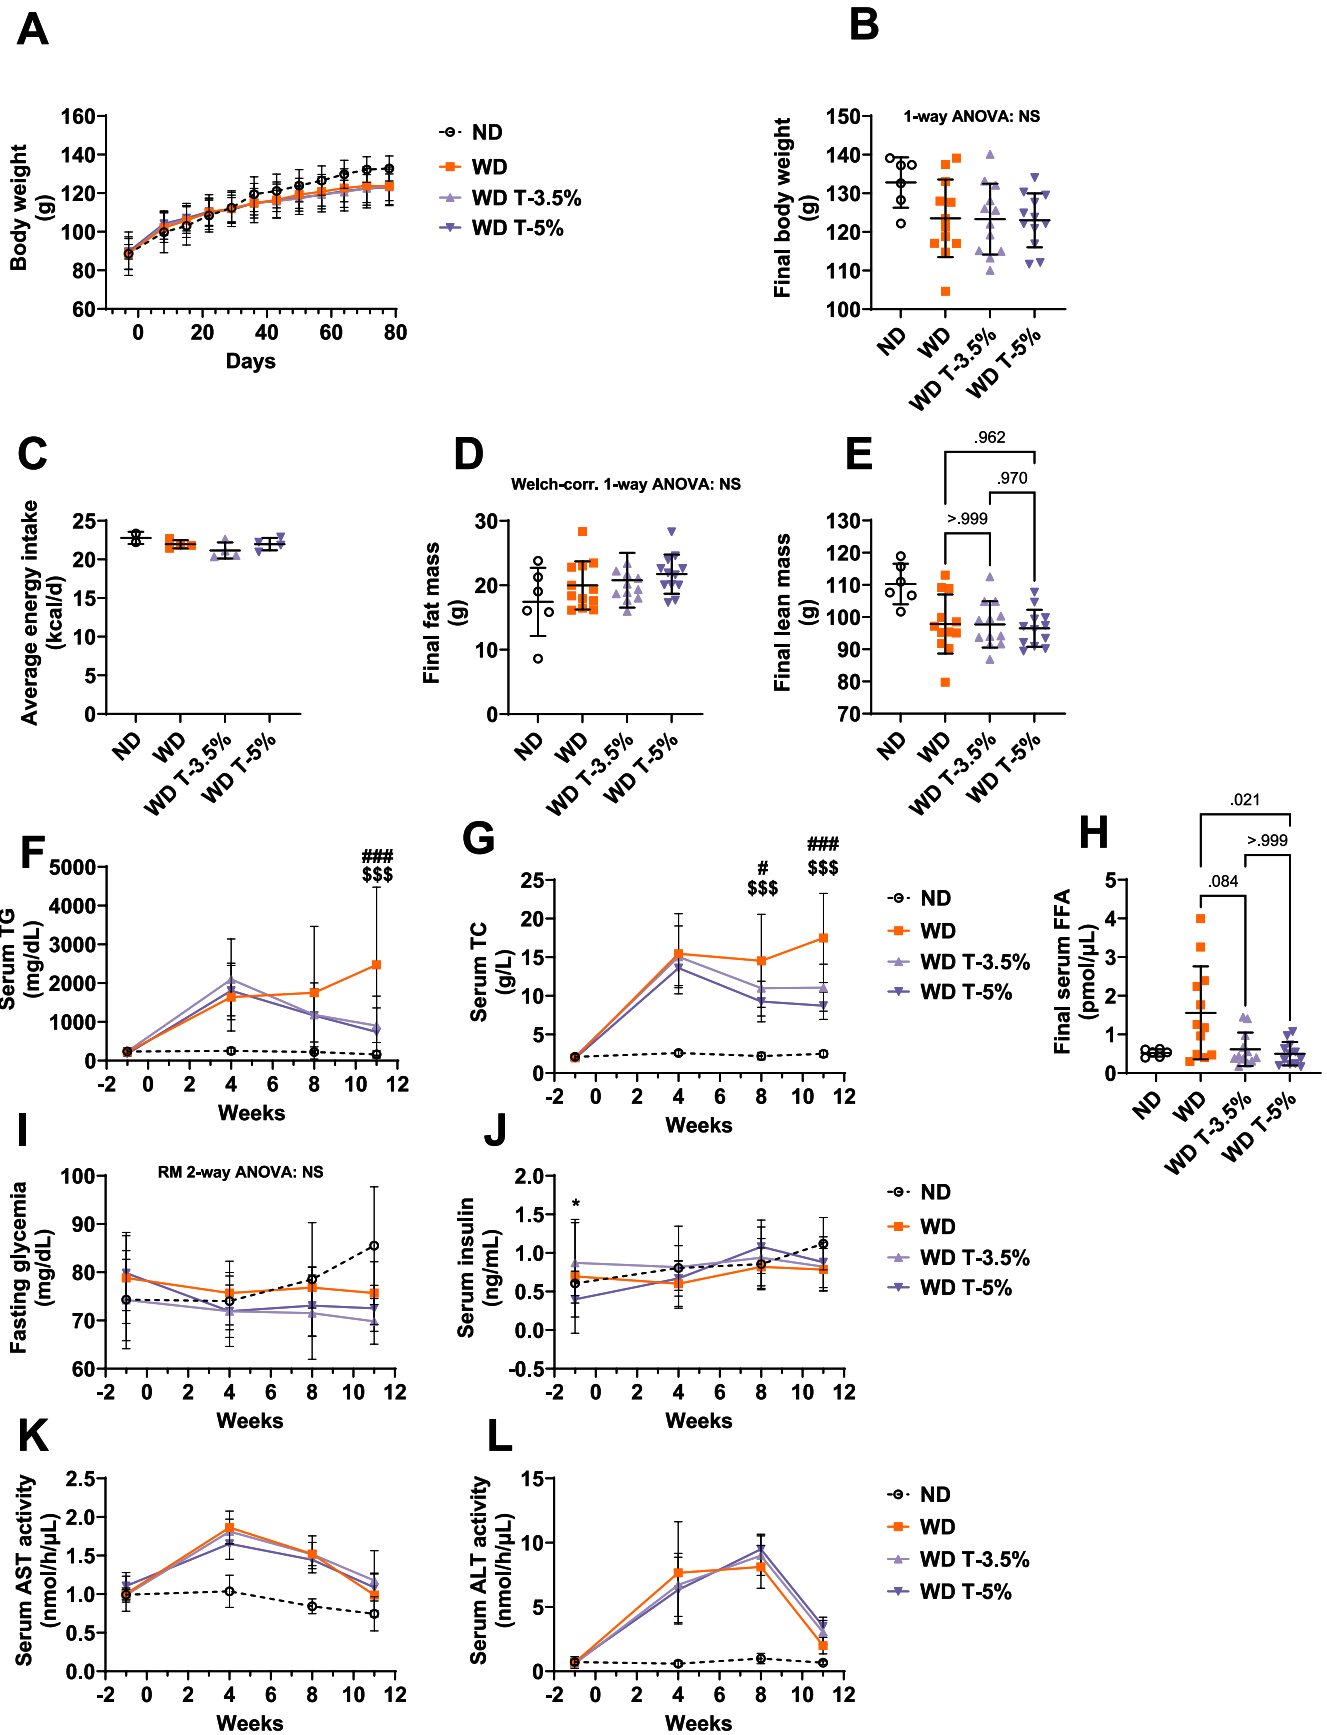 A
160
140
120
100
80
60
Body weight
(g)
0
20
40
60
80
Days
ND
WD
WD T-3.5%
WD T-5%
B
1-way ANOVA: NS
150
140
130
120
110
100
Final body weight
(g)
ND
WD
WD T-3.5%
WD T-5%
C
25
20
15
10
5
0
Average energy intake
(kcal/d)
ND
WD
WD T-3.5%
WD T-5%
D
Welch-corr. 1-way ANOVA: NS
30
20
10
0
Final fat mass
(g)
ND
WD
WD T-3.5%
WD T-5%
E
.962
.970
>.999
130
120
110
100
90
80
70
Final lean mass
(g)
ND
WD
WD T-3.5%
WD T-5%
F
###
$$$
5000
4000
3000
2000
1000
0
Serum TG
(mg/dL)
-2
0
2
4
6
8
10
12
Weeks
G
#
$$$
###
$$$
25
20
15
10
5
0
Serum TC
(g/L)
-2
0
2
4
6
8
10
12
Weeks
ND
WD
WD T-3.5%
WD T-5%
H
.021
>.999
.084
5
4
3
2
1
0
Final serum FFA
(pmol/µL)
ND
WD
WD T-3.5%
WD T-5%
I
RM 2-way ANOVA: NS
100
90
80
70
60
Fasting glycemia
(mg/dL)
-2
0
2
4
6
8
10
12
Weeks
J
*
2.0
1.5
1.0
0.5
0.0
-0.5
Serum insulin
(ng/mL)
-2
0
2
4
6
8
10
12
Weeks
ND
WD
WD T-3.5%
WD T-5%
K
2.5
2.0
1.5
1.0
0.5
0.0
Serum AST activity
(nmol/h/µL)
-2
0
2
4
6
8
10
12
Weeks
L
15
10
5
0
Serum ALT activity
(nmol/h/µL)
-2
0
2
4
6
8
10
12
Weeks
ND
WD
WD T-3.5%
WD T-5%